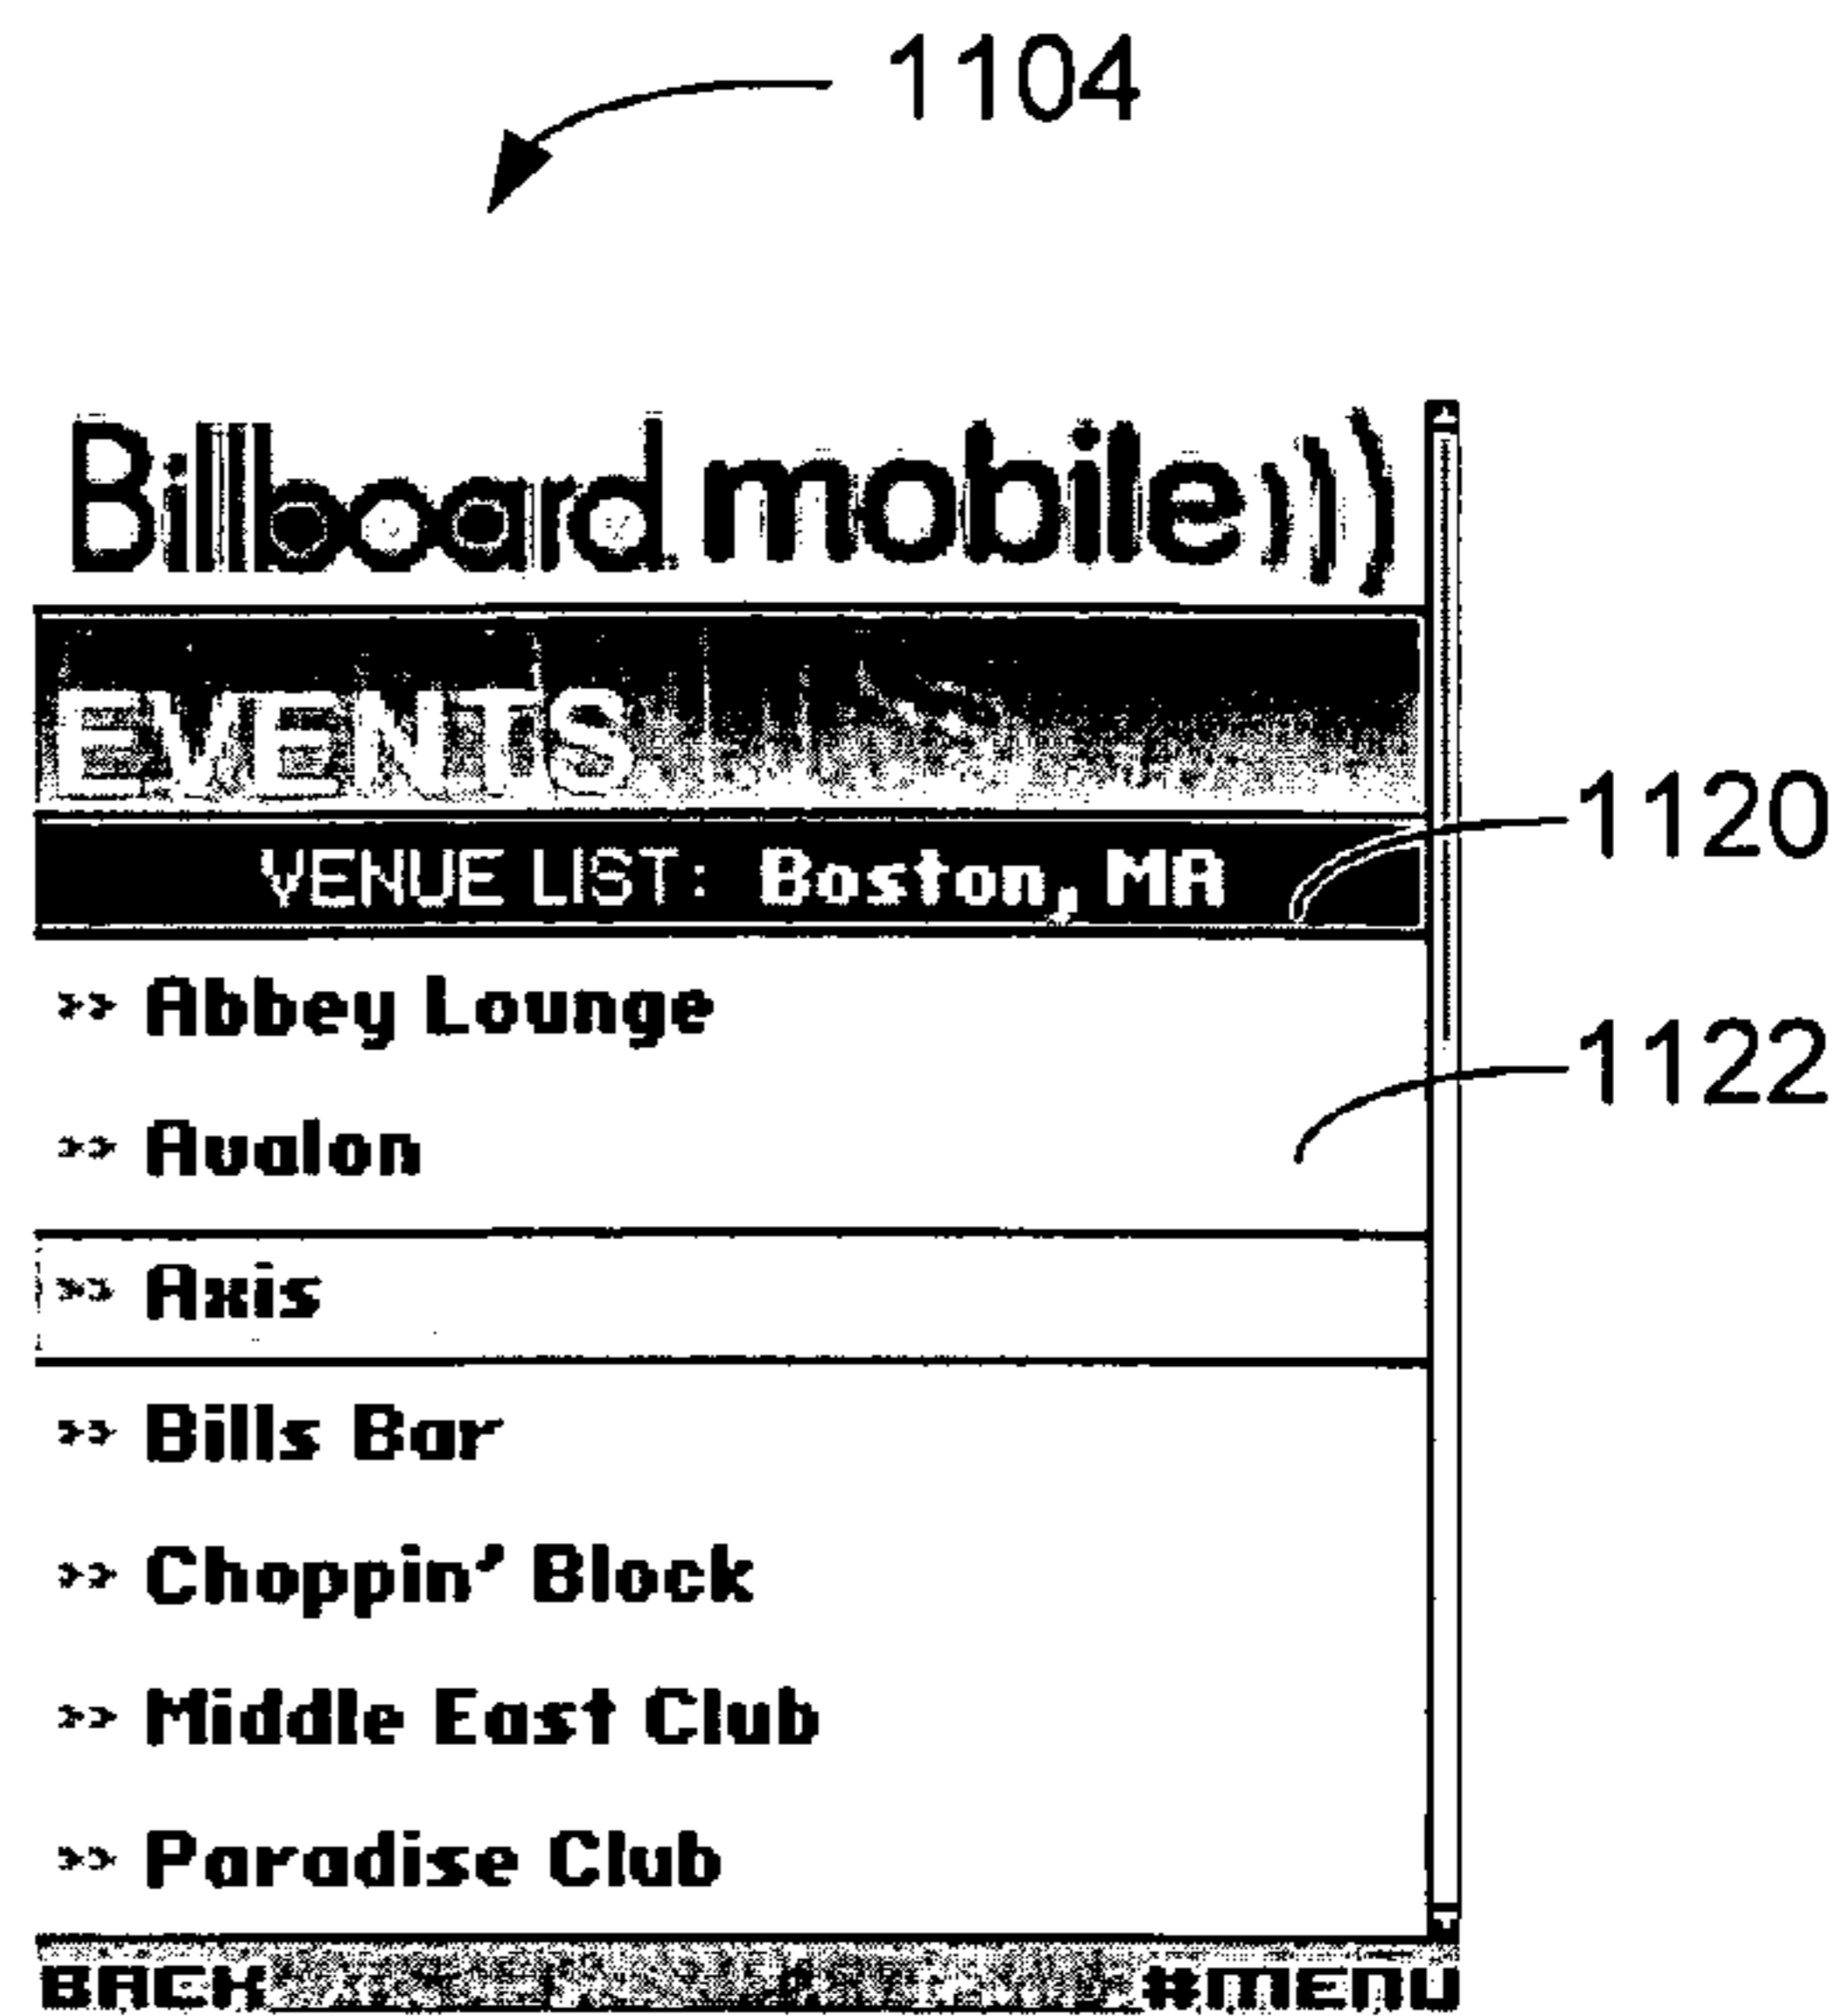 1104
Billboard mobile
EVENTS
VENUE LIST: Boston, MA
1120
>> Abbey Lounge
1122
>> Avalon
>> Axis
>> Bills Bar
>> Choppin' Block
>> Middle East Club
>> Paradise Club
BACK #MENU